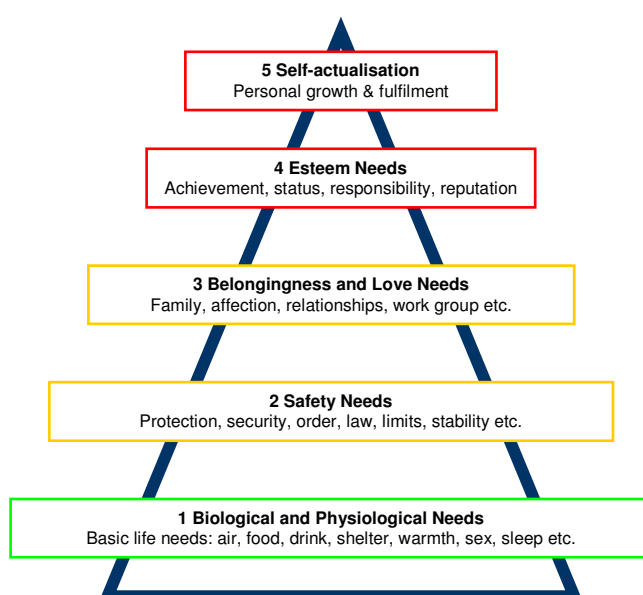 5 Self-actualisation
Personal growth & fulfilment
4 Esteem Needs
Achievement, status, responsibility, reputation
3 Belongingness and Love Needs
Family, affection, relationships, work group etc.
2 Safety Needs
Protection, security, order, law, limits, stability etc.
1 Biological and Physiological Needs
Basic life needs: air, food, drink, shelter, warmth, sex, sleep etc.